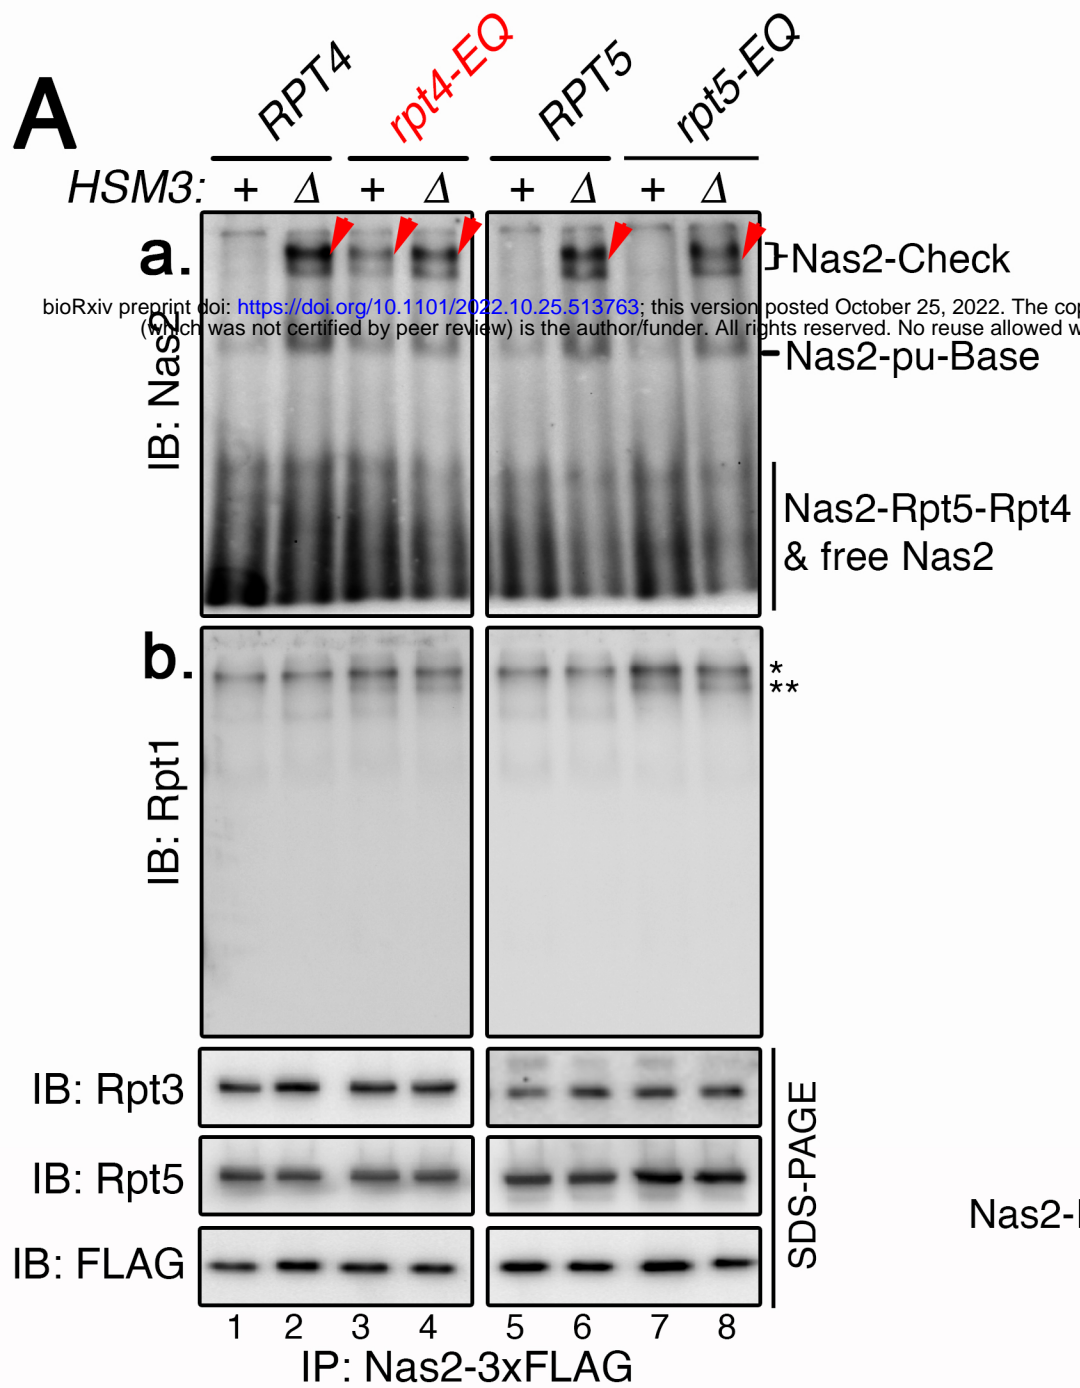 A
RPT4 rpt4-EQ RPT5 rpt5-EQ
HSM3: + Δ + Δ + Δ + Δ
a.
IB: Nas2
Nas2-Check
bioRxiv preprint doi: https://doi.org/10.1101/2022.10.25.513763; this version posted October 25, 2022. The cop
(which was not certified by peer review) is the author/funder. All rights reserved. No reuse allowed w
Nas2-pu-Base
Nas2-Rpt5-Rpt4
& free Nas2
b.
IB: Rpt1
*
**
IB: Rpt3
IB: Rpt5
IB: FLAG
SDS-PAGE
Nas2-
1 2 3 4 5 6 7 8
IP: Nas2-3xFLAG